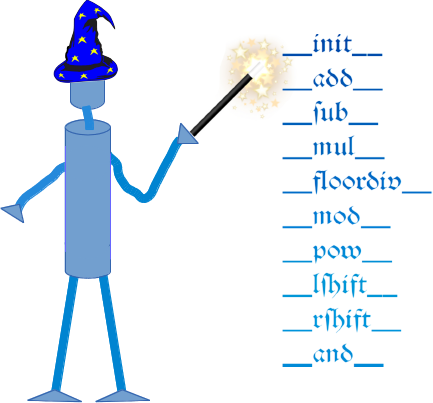 __init__
__add__
__ſub__
__mul__
__floordiv__
__mod__
__pow__
__lſhift__
__rſhift__
__and__